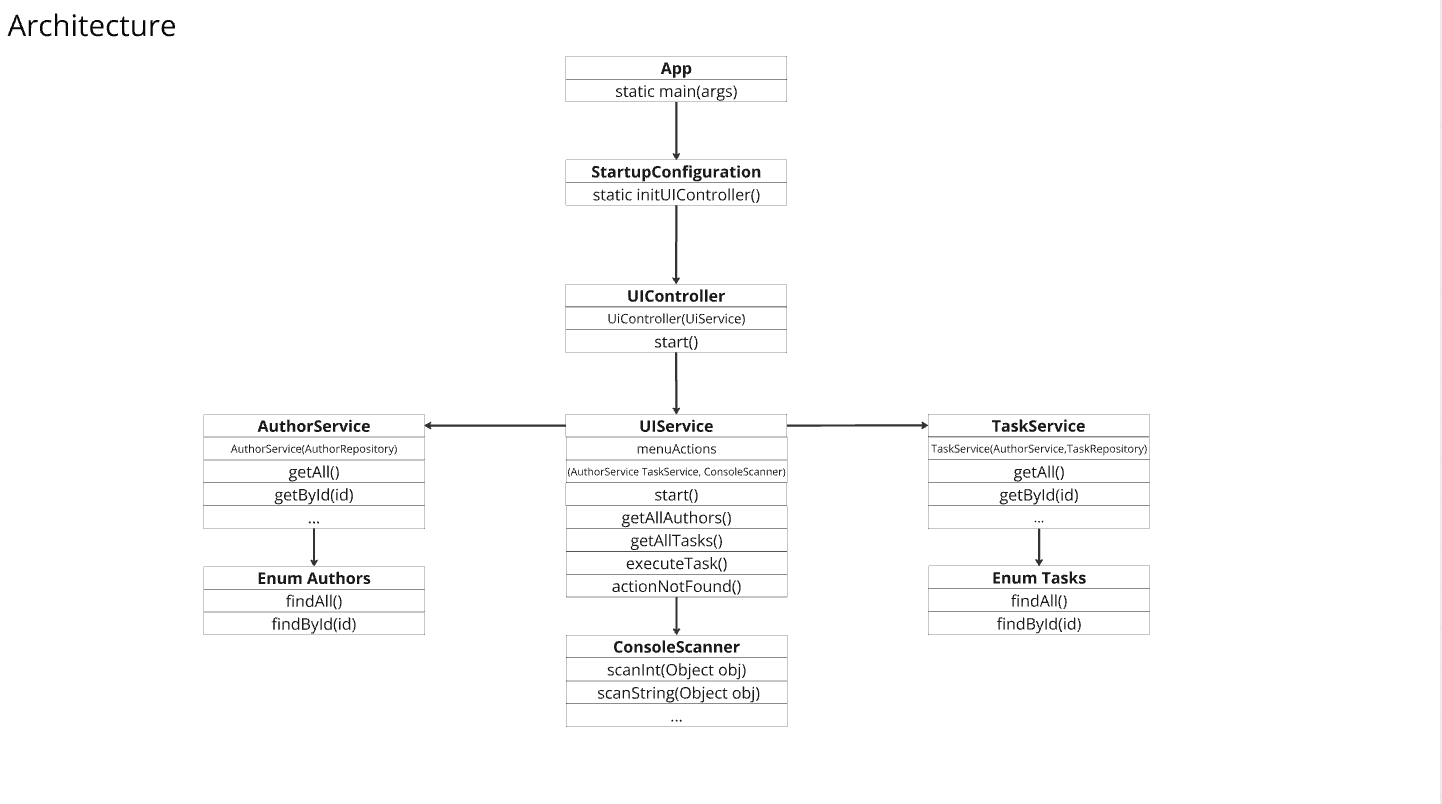 Architecture
App
static main(args)
StartupConfiguration
static initUIController()
UIController
UiController(UiService)
start()
AuthorService
AuthorService(AuthorRepository)
getAll()
getById(id)
...
Enum Authors
findAll()
findById(id)
UIService
menuActions
(AuthorService TaskService, ConsoleScanner)
start()
getAllAuthors()
getAllTasks()
executeTask()
actionNotFound()
ConsoleScanner
scanInt(Object obj)
scanString(Object obj)
...
TaskService
TaskService(AuthorService,TaskRepository)
getAll()
getById(id)
...
Enum Tasks
findAll()
findById(id)